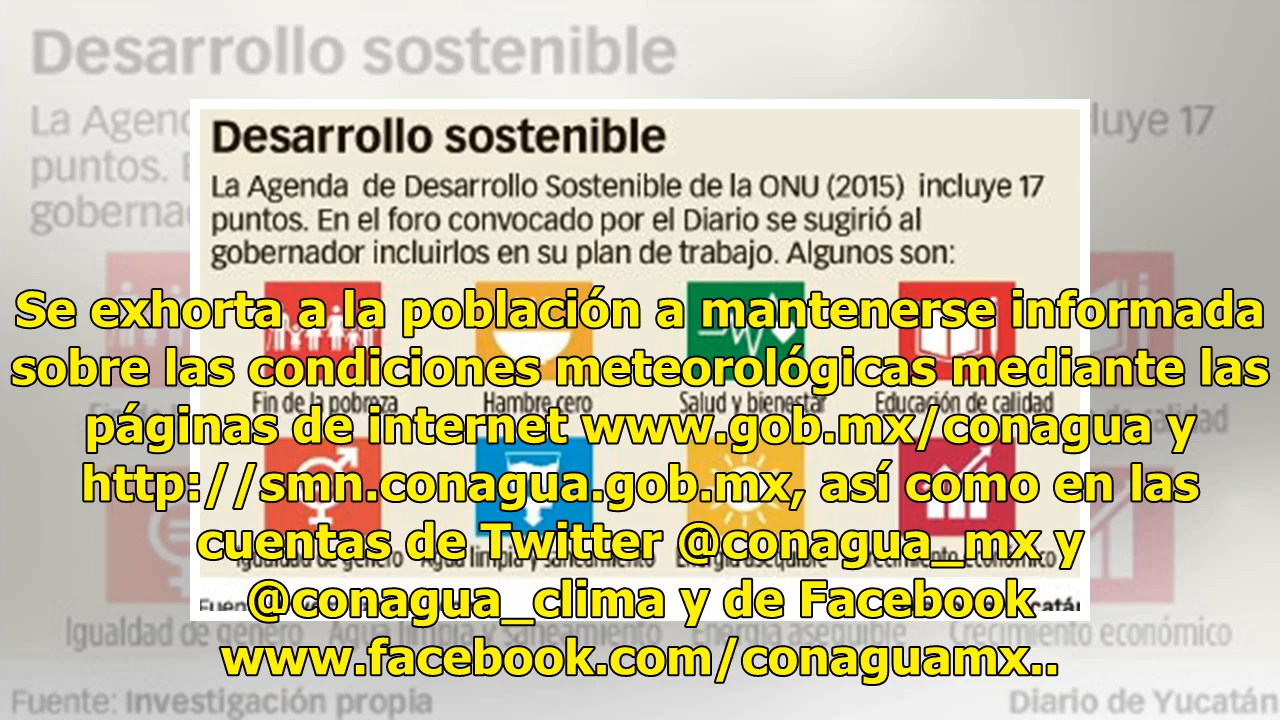 Desarrollo sostenible
La Agenda de Desarrollo Sostenible de la ONU (2015) incluye 17
puntos. En el foro convocado por el Diario se sugirió al
gobernador incluirlos en su plan de trabajo. Algunos son:
Fin de la pobreza Hambre cero Salud y bienestar Educación de calidad
Igualdad de género Agua limpia y saneamiento Energía asequible Crecimiento económico
Fuente: Investigación propia Diario de Yucatán
Se exhorta a la población a mantenerse informada
sobre las condiciones meteorológicas mediante las
páginas de internet www.gob.mx/conagua y
http://smn.conagua.gob.mx, así como en las
cuentas de Twitter @conagua_mx y
@conagua_clima y de Facebook
www.facebook.com/conaguamx..